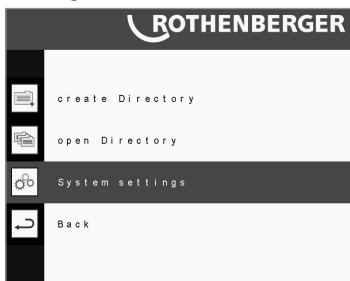 ROTHENBERGER
create Directory
open Directory
System settings
Back